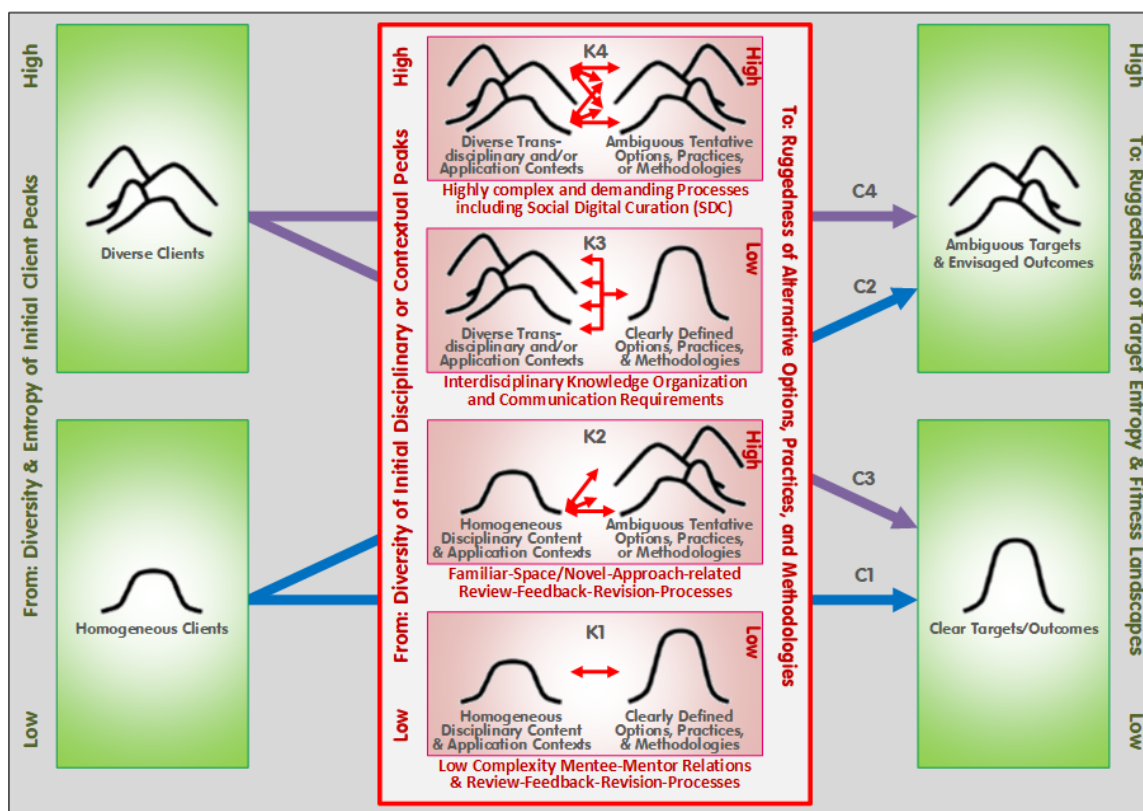 High
From: Diversity & Entropy of Initial Client Peaks
Low
Diverse Clients
Homogeneous Clients
High
From: Diversity of Initial Disciplinary or Contextual Peaks
Low
K4
High
Diverse Trans-
disciplinary and/or
Application Contexts
Ambiguous Tentative
Options, Practices,
or Methodologies
Highly complex and demanding Processes
including Social Digital Curation (SDC)
K3
Low
Diverse Trans-
disciplinary and/or
Application Contexts
Clearly Defined
Options, Practices,
& Methodologies
Interdisciplinary Knowledge Organization
and Communication Requirements
K2
High
Homogeneous
Disciplinary Content
& Application Contexts
Ambiguous Tentative
Options, Practices,
or Methodologies
Familiar-Space/Novel-Approach-related
Review-Feedback-Revision-Processes
K1
Low
Homogeneous
Disciplinary Content
& Application Contexts
Clearly Defined
Options, Practices,
& Methodologies
Low Complexity Mentee-Mentor Relations
& Review-Feedback-Revision-Processes
To: Ruggedness of Alternative Options, Practices, and Methodologies
C4
C2
C3
C1
Ambiguous Targets
& Envisaged Outcomes
Clear Targets/Outcomes
High
To: Ruggedness of Target Entropy & Fitness Landscapes
Low